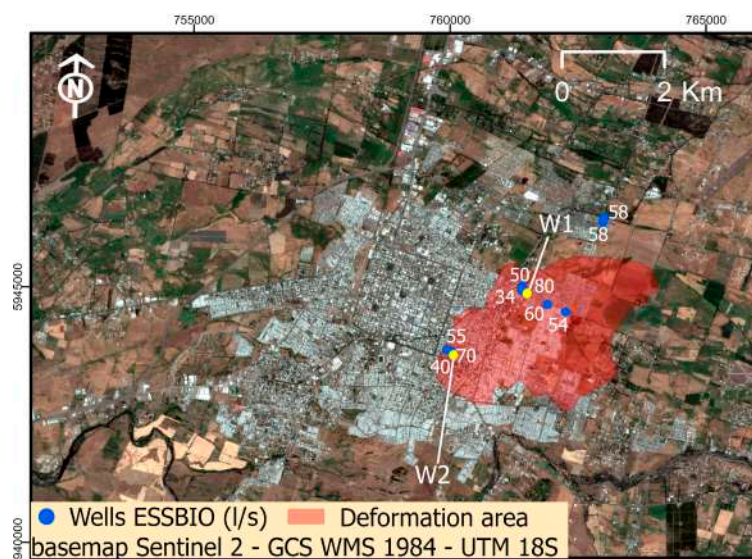 755000 760000 765000
N
0 2 Km
58
W1
58
50
80
5945000
34
60
54
55
70
40
W2
Wells ESSBIO (l/s) Deformation area
basemap Sentinel 2 - GCS WMS 1984 - UTM 18S
5940000